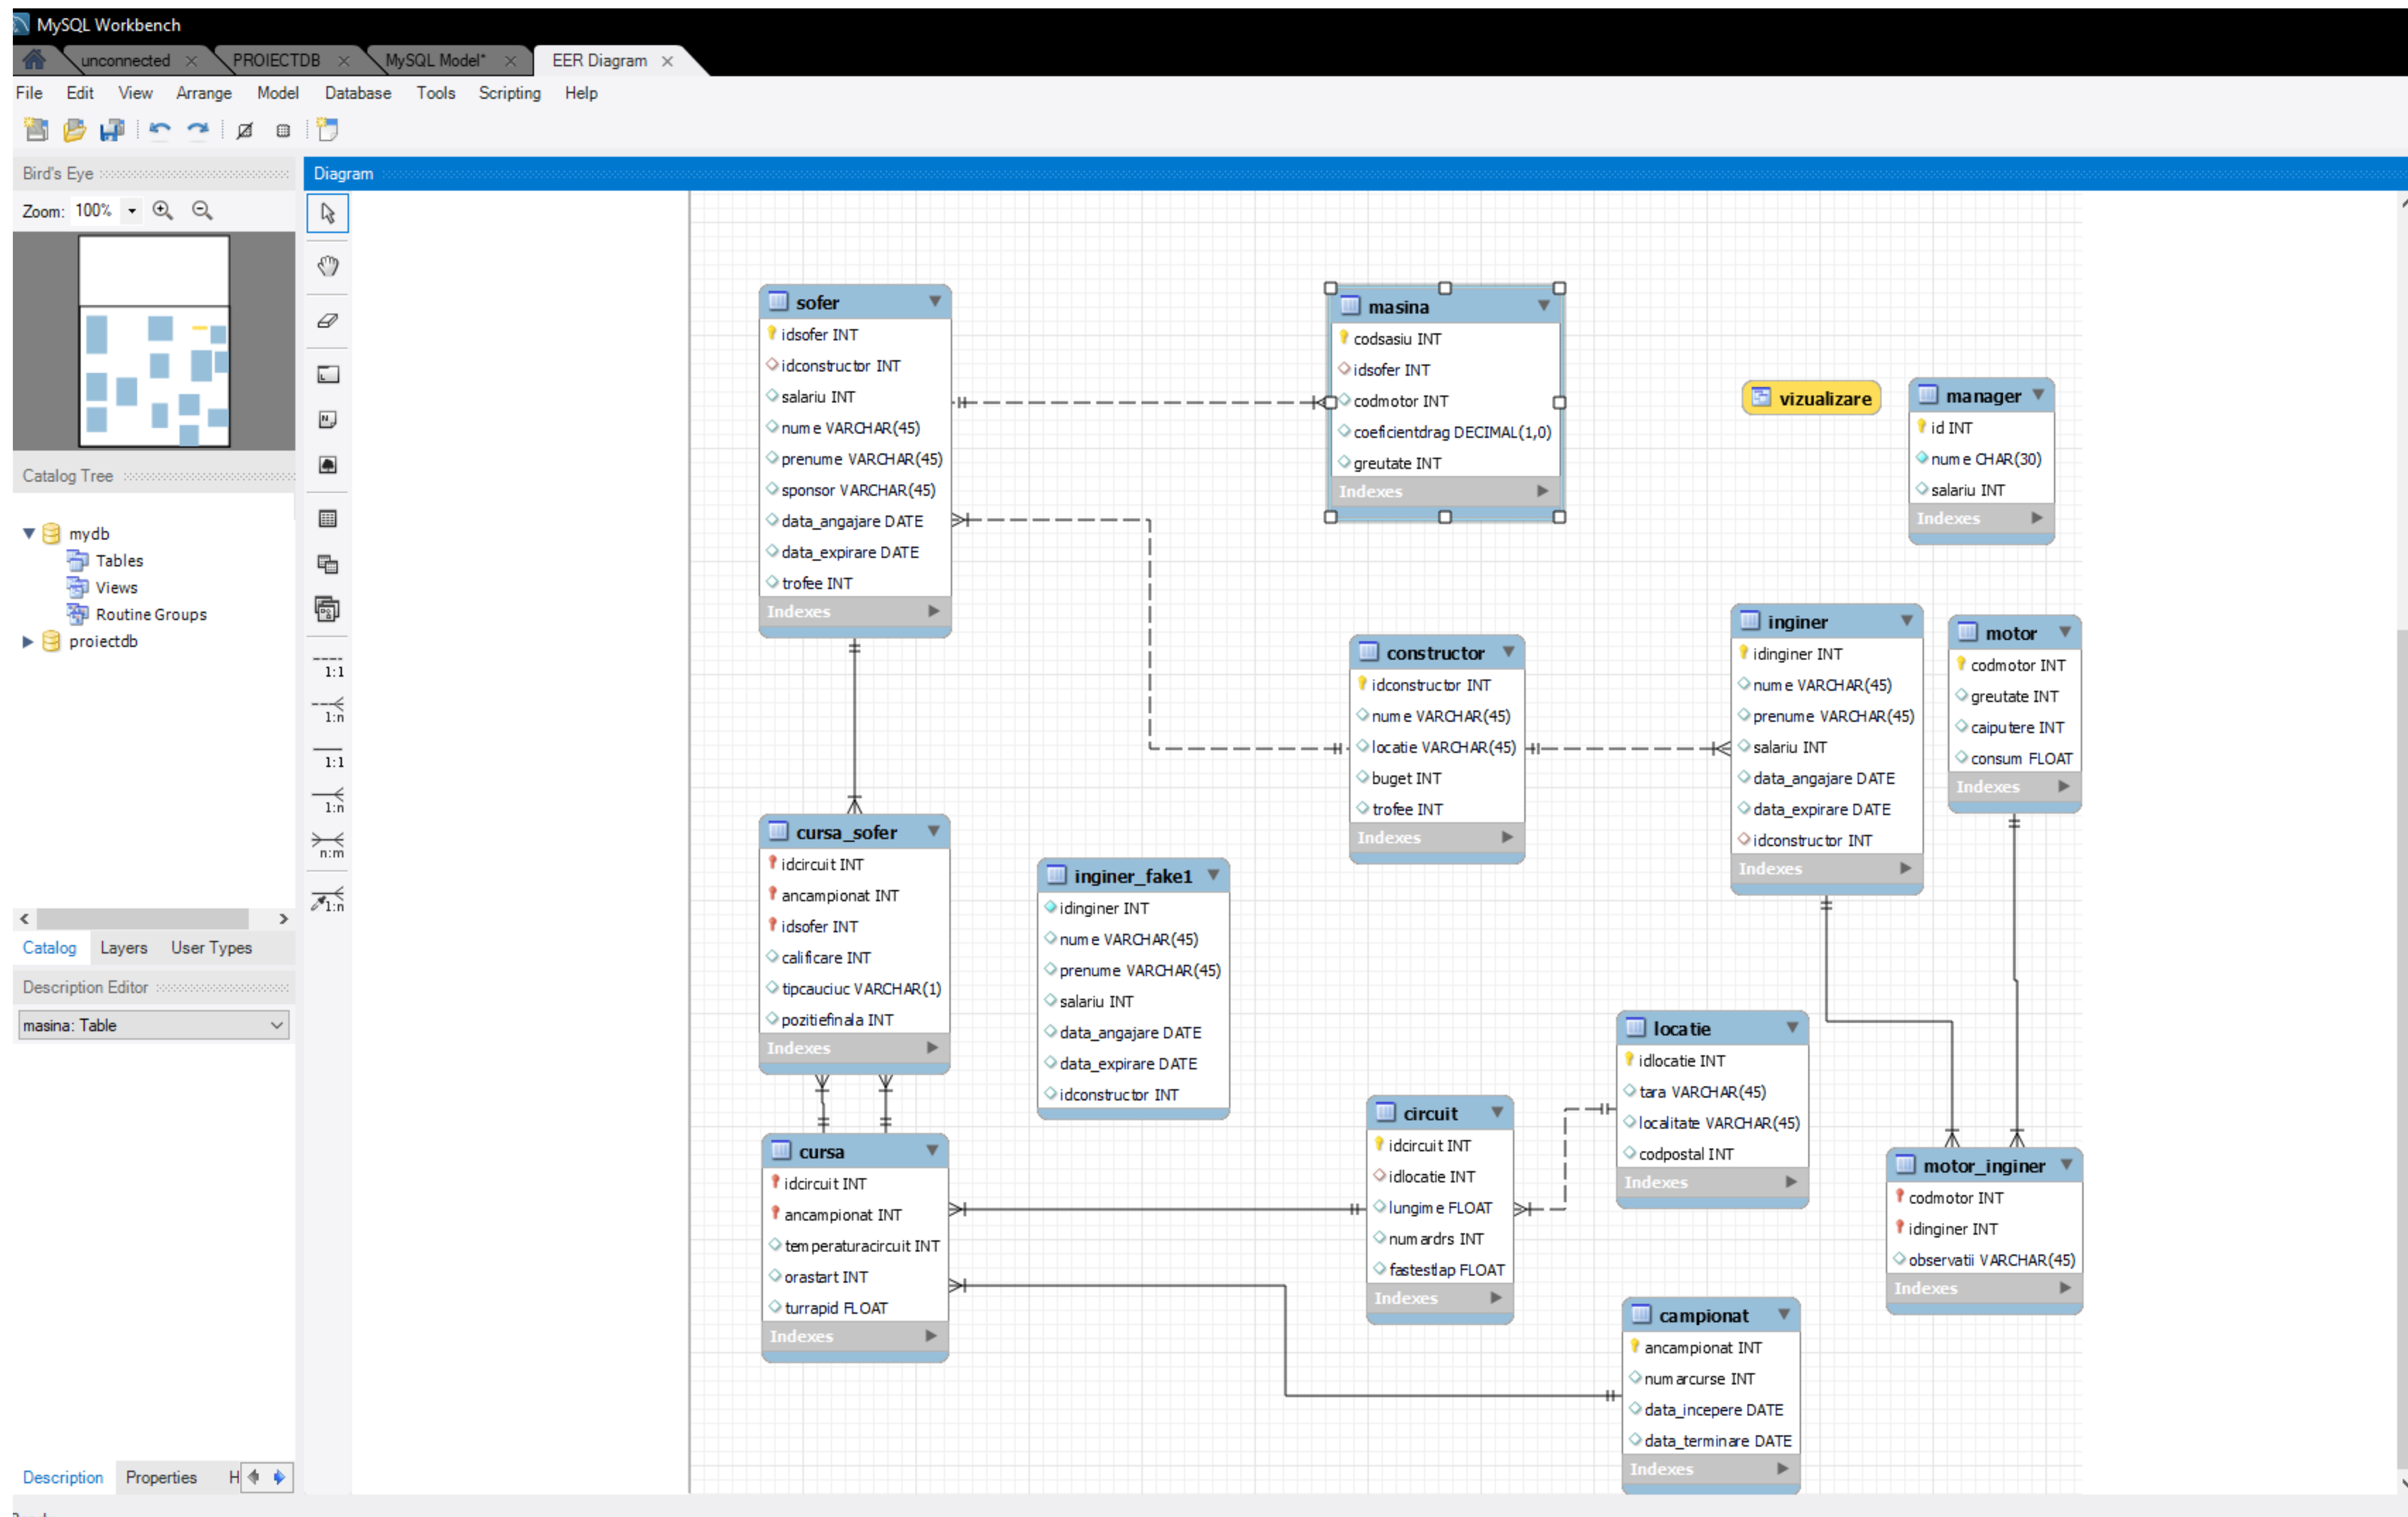 MySQL Workbench
unconnected × PROIECTDB × MySQL Model* × EER Diagram ×
File Edit View Arrange Model Database Tools Scripting Help
Bird's Eye
Diagram
Zoom: 100%
Catalog Tree
mydb
Tables
Views
Routine Groups
proiectdb
Catalog Layers User Types
Description Editor
masina: Table
Description Properties H
1:1
1:n
1:1
1:n
n:m
1:n
sofer
idsofer INT
idconstructor INT
salariu INT
nume VARCHAR(45)
prenume VARCHAR(45)
sponsor VARCHAR(45)
data_angajare DATE
data_expirare DATE
trofee INT
Indexes
masina
codsasiu INT
idsofer INT
codmotor INT
coeficientdrag DECIMAL(1,0)
greutate INT
Indexes
vizualizare
manager
id INT
nume CHAR(30)
salariu INT
Indexes
constructor
idconstructor INT
nume VARCHAR(45)
locatie VARCHAR(45)
buget INT
trofee INT
Indexes
inginer
idinginer INT
nume VARCHAR(45)
prenume VARCHAR(45)
salariu INT
data_angajare DATE
data_expirare DATE
idconstructor INT
Indexes
motor
codmotor INT
greutate INT
caiputere INT
consum FLOAT
Indexes
cursa_sofer
idcircuit INT
ancampionat INT
idsofer INT
calificare INT
tipcauciuc VARCHAR(1)
pozitiefinala INT
Indexes
inginer_fake1
idinginer INT
nume VARCHAR(45)
prenume VARCHAR(45)
salariu INT
data_angajare DATE
data_expirare DATE
idconstructor INT
cursa
idcircuit INT
ancampionat INT
temperaturacircuit INT
orastart INT
turrapid FLOAT
Indexes
circuit
idcircuit INT
idlocatie INT
lungime FLOAT
numardrs INT
fastestlap FLOAT
Indexes
locatie
idlocatie INT
tara VARCHAR(45)
localitate VARCHAR(45)
codpostal INT
Indexes
motor_inginer
codmotor INT
idinginer INT
observatii VARCHAR(45)
Indexes
campionat
ancampionat INT
numarcurse INT
data_incepere DATE
data_terminare DATE
Indexes